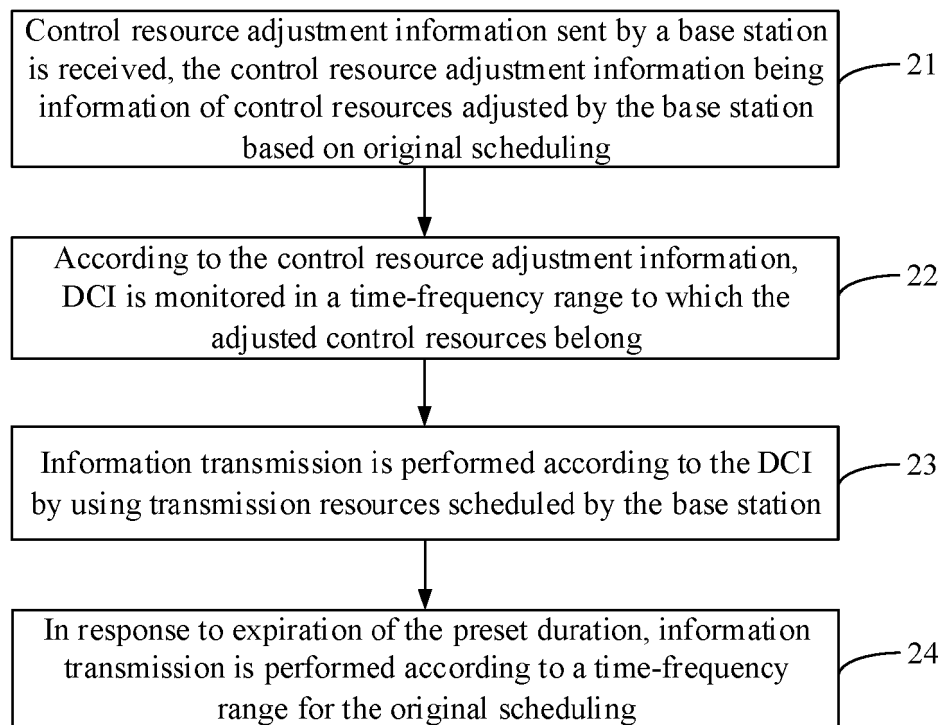 Control resource adjustment information sent by a base station
is received, the control resource adjustment information being
information of control resources adjusted by the base station
based on original scheduling
21
According to the control resource adjustment information,
DCI is monitored in a time-frequency range to which the
adjusted control resources belong
22
Information transmission is performed according to the DCI
by using transmission resources scheduled by the base station
23
In response to expiration of the preset duration, information
transmission is performed according to a time-frequency
range for the original scheduling
24